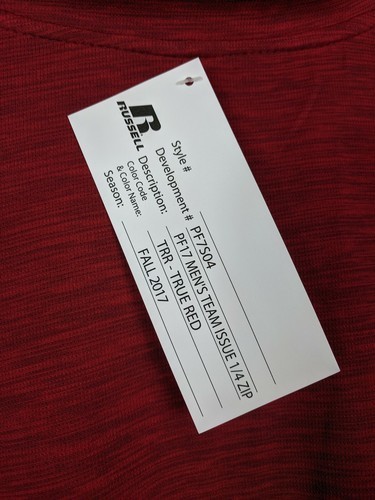 R
RUSSELL
Style #
Development # PF7S04
Description: PF17 MEN'S TEAM ISSUE 1/4 ZIP
Color Code
& Color Name: TRR - TRUE RED
Season: FALL 2017